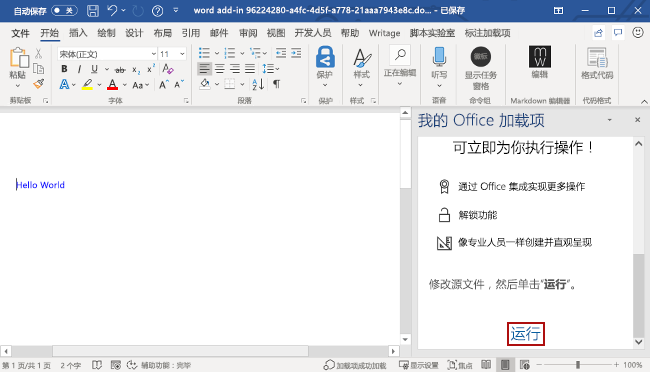 自动保存 关 word add-in 96224280-a4fc-4d5f-a778-21aaa7943e8c.do... - 已保存
文件 开始 插入 绘图 设计 布局 引用 邮件 审阅 视图 开发人员 帮助 Writage 脚本实验室 标注加载项
粘贴
宋体(正文) 11
B I U ab x₂ x²
A A Aa A A
保护
样式
正在编辑
听写
徽标
显示任务窗格
编辑
格式代码
剪贴板 字体 段落 保护 样式 语音 命令组 Markdown 编辑器 代码格式
Hello World
我的 Office 加载项
可立即为你执行操作！
通过 Office 集成实现更多操作
解锁功能
像专业人员一样创建并直观呈现
修改源文件，然后单击“运行”。
运行
第 1 页/共 1 页 2 个字 辅助功能：完毕 加载项成功加载 显示设置 焦点 100%